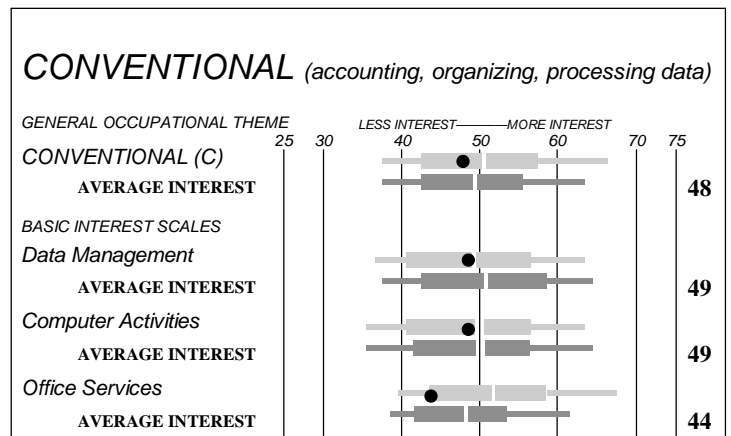 CONVENTIONAL (accounting, organizing, processing data)
GENERAL OCCUPATIONAL THEME LESS INTEREST MORE INTEREST
25 30 40 50 60 70 75
CONVENTIONAL (C)
AVERAGE INTEREST 48
BASIC INTEREST SCALES
Data Management
AVERAGE INTEREST 49
Computer Activities
AVERAGE INTEREST 49
Office Services
AVERAGE INTEREST 44